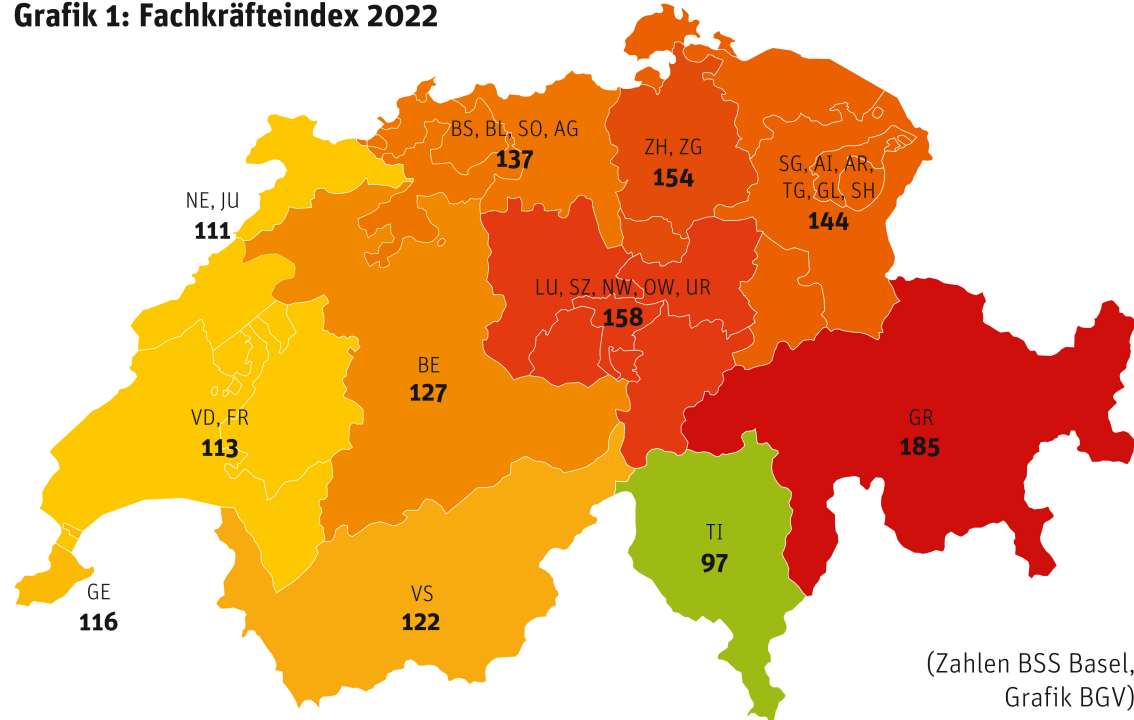 Grafik 1: Fachkräfteindex 2022
BS, BL, SO, AG
137
ZH, ZG
154
SG, AI, AR,
TG, GL, SH
144
NE, JU
111
LU, SZ, NW, OW, UR
158
BE
127
VD, FR
113
GR
185
TI
97
GE
116
VS
122
(Zahlen BSS Basel,
Grafik BGV)